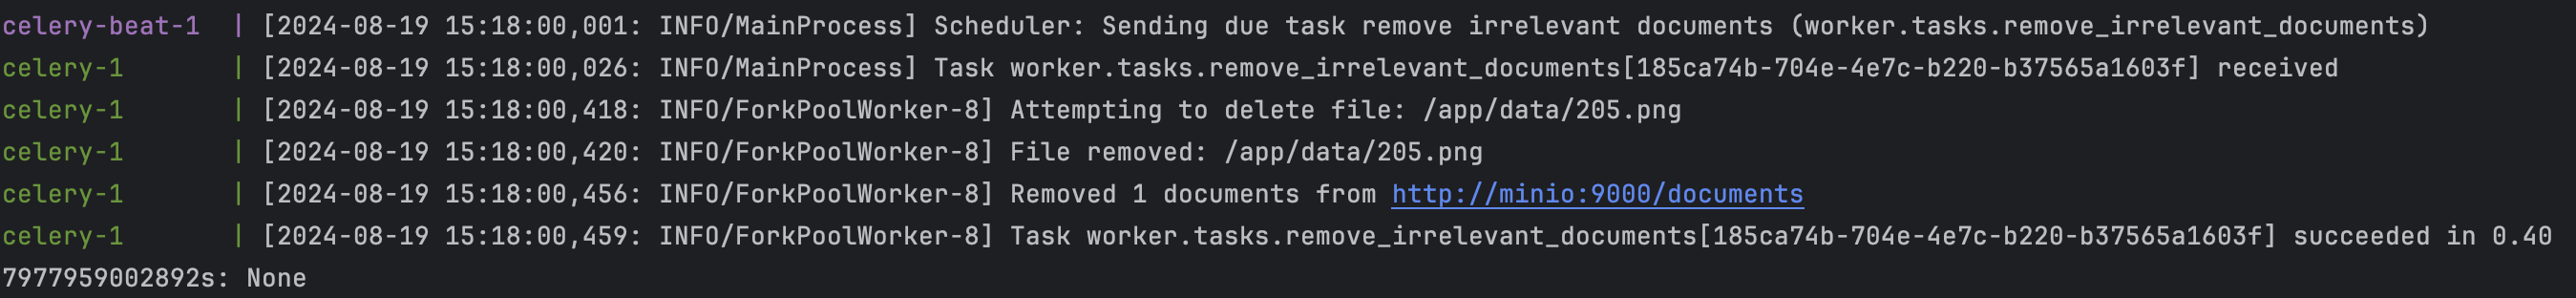 celery-beat-1  | [2024-08-19 15:18:00,001: INFO/MainProcess] Scheduler: Sending due task remove irrelevant documents (worker.tasks.remove_irrelevant_documents)
celery-1       | [2024-08-19 15:18:00,026: INFO/MainProcess] Task worker.tasks.remove_irrelevant_documents[185ca74b-704e-4e7c-b220-b37565a1603f] received
celery-1       | [2024-08-19 15:18:00,418: INFO/ForkPoolWorker-8] Attempting to delete file: /app/data/205.png
celery-1       | [2024-08-19 15:18:00,420: INFO/ForkPoolWorker-8] File removed: /app/data/205.png
celery-1       | [2024-08-19 15:18:00,456: INFO/ForkPoolWorker-8] Removed 1 documents from http://minio:9000/documents
celery-1       | [2024-08-19 15:18:00,459: INFO/ForkPoolWorker-8] Task worker.tasks.remove_irrelevant_documents[185ca74b-704e-4e7c-b220-b37565a1603f] succeeded in 0.40
7977959002892s: None